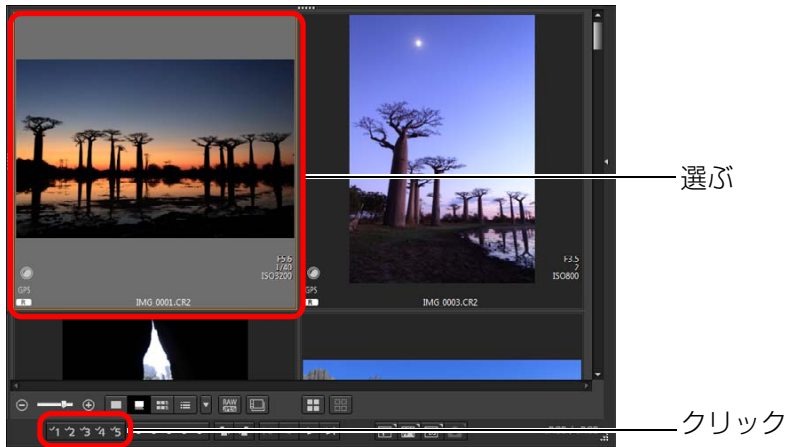 F5.6
1/40
ISO3200
GPS
R
IMG 0001.CR2
F3.5
2
ISO800
GPS
R
IMG 0003.CR2
選ぶ
RAW
JPEG
✓1 ✓2 ✓3 ✓4 ✓5
クリック